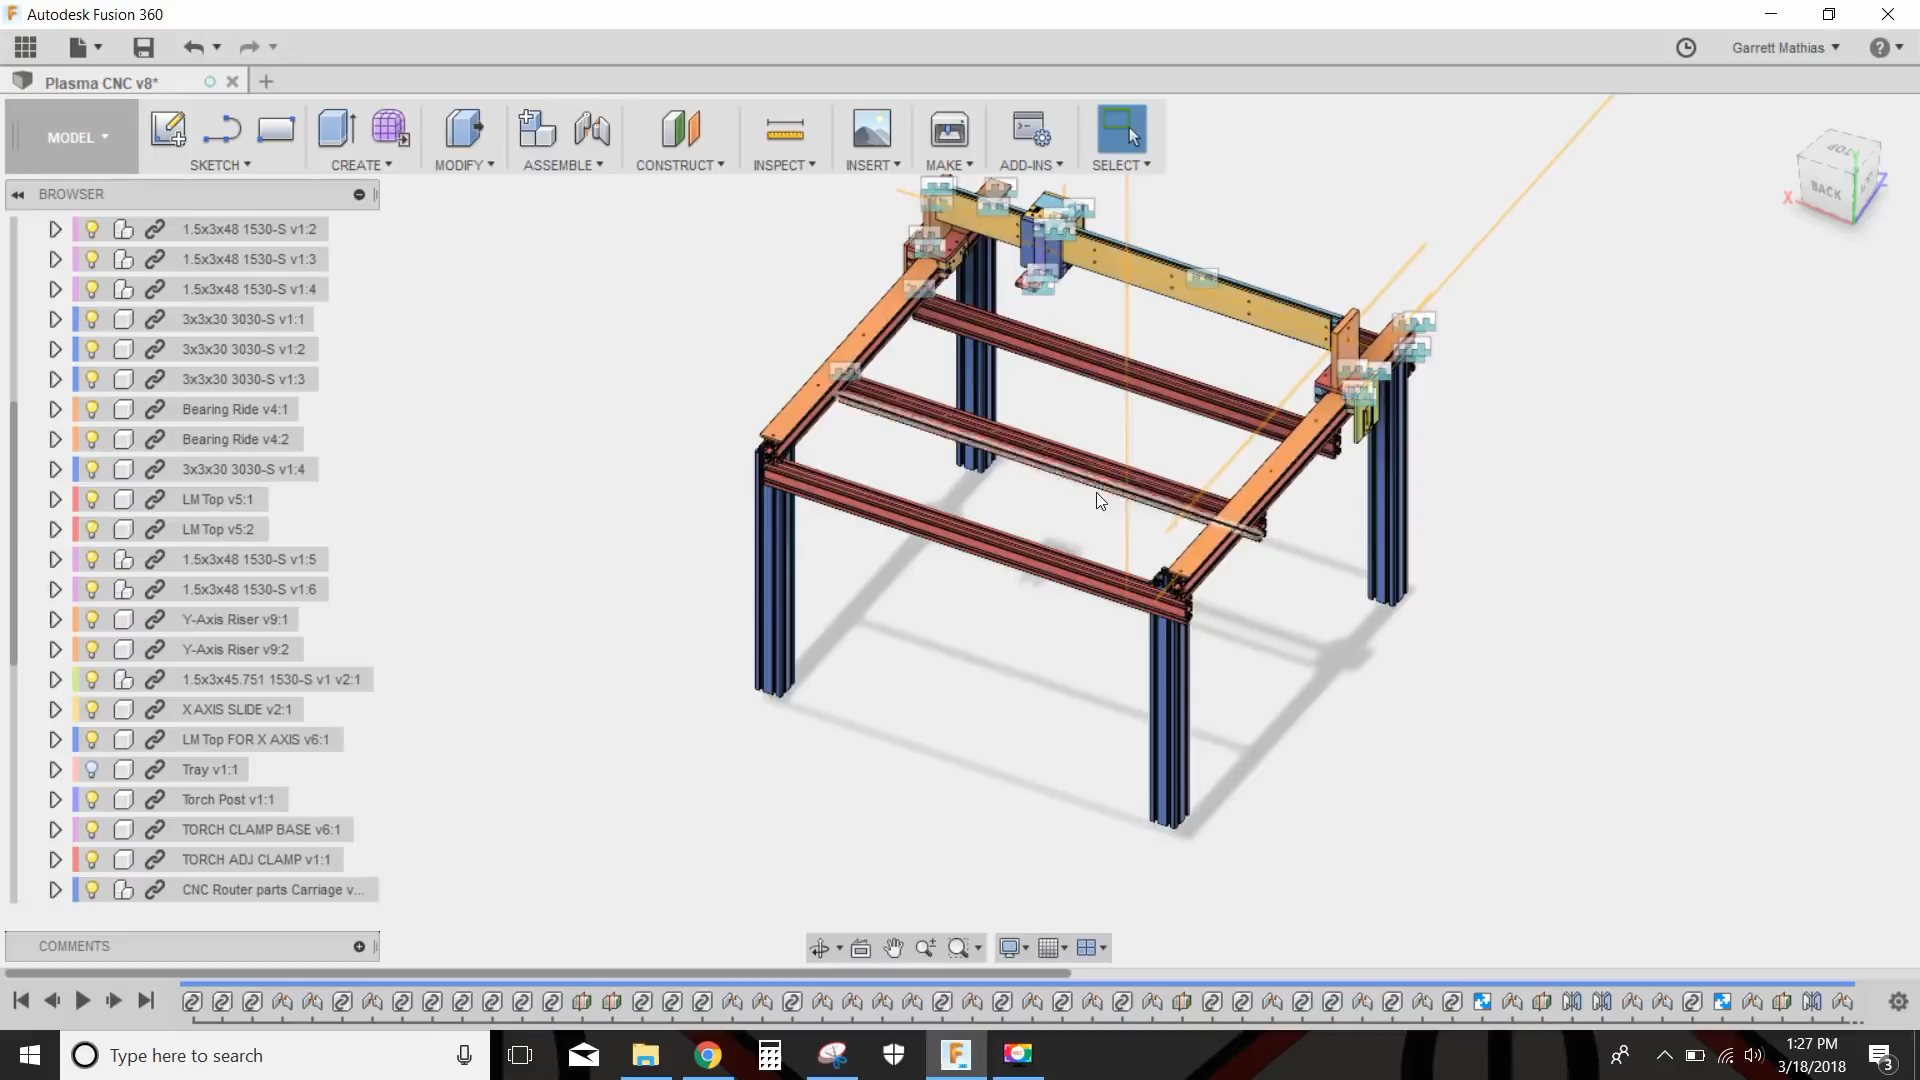 Autodesk Fusion 360
Garrett Mathias
Plasma CNC v8*
MODEL
SKETCH
CREATE
MODIFY
ASSEMBLE
CONSTRUCT
INSPECT
INSERT
MAKE
ADD-INS
SELECT
TOP
BACK
X
Z
BROWSER
1.5x3x48 1530-S v1:2
1.5x3x48 1530-S v1:3
1.5x3x48 1530-S v1:4
3x3x30 3030-S v1:1
3x3x30 3030-S v1:2
3x3x30 3030-S v1:3
Bearing Ride v4:1
Bearing Ride v4:2
3x3x30 3030-S v1:4
LM Top v5:1
LM Top v5:2
1.5x3x48 1530-S v1:5
1.5x3x48 1530-S v1:6
Y-Axis Riser v9:1
Y-Axis Riser v9:2
1.5x3x45.751 1530-S v1 v2:1
X AXIS SLIDE v2:1
LM Top FOR X AXIS v6:1
Tray v1:1
Torch Post v1:1
TORCH CLAMP BASE v6:1
TORCH ADJ CLAMP v1:1
CNC Router parts Carriage v...
COMMENTS
Type here to search
1:27 PM
3/18/2018
3